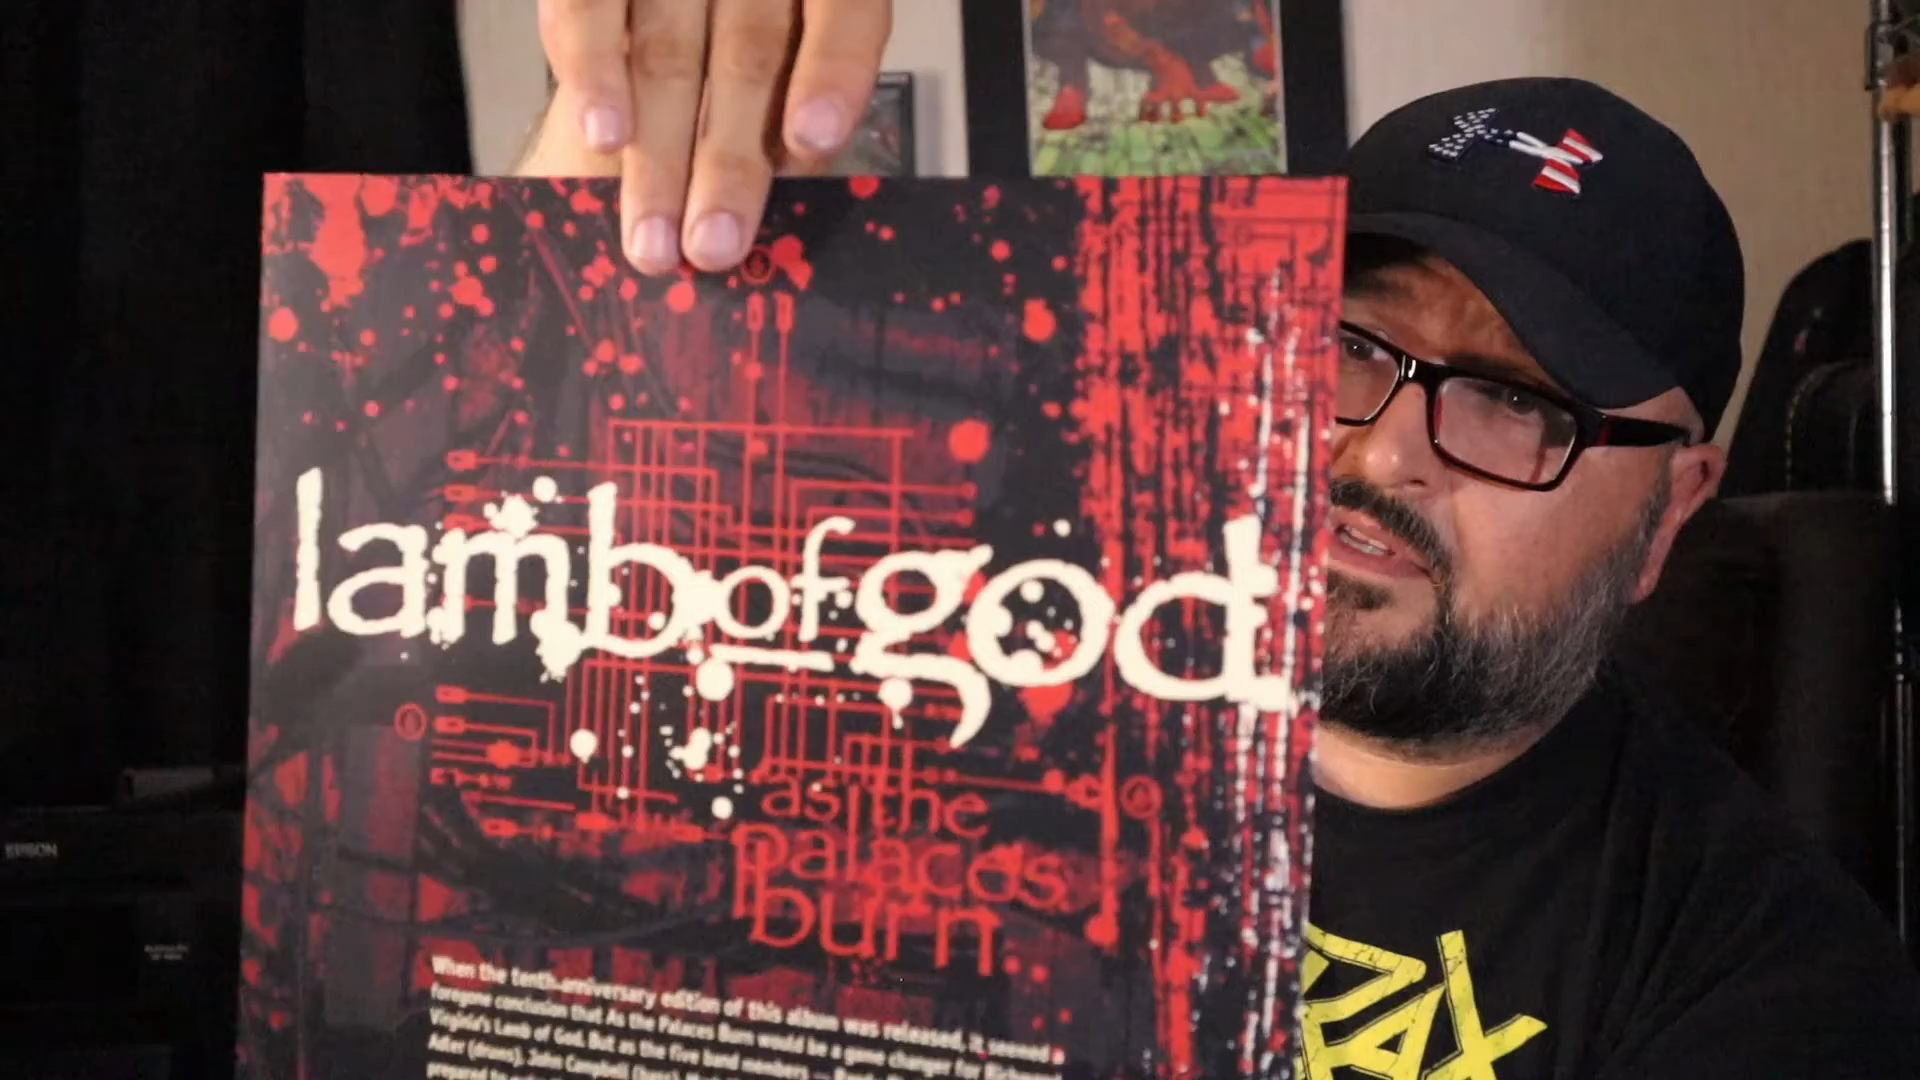 lamb of god
as the
palaces
burn
When the tenth-anniversary edition of this album was released, it seemed a
foregone conclusion that As the Palaces Burn would be a game changer for Richmond
Virginia's Lamb of God. But as the five band members —
Adler (drums), John Campbell (bass),
prepared to
EPSON